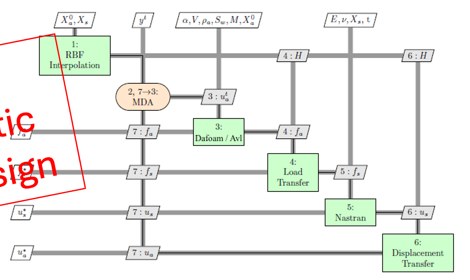 X_a^0, X_s
y^t
α, V, ρ_a, S_w, M, X_a^0
E, ν, X_s, t
1:
RBF
Interpolation
4 : H
6 : H
2, 7→3:
MDA
3 : u_a^t
tic
sign
7 : f_a
3:
Dafoam / Avl
4 : f_a
7 : f_s
4:
Load
Transfer
5 : f_s
u_s^*
7 : u_s
5:
Nastran
6 : u_s
u_a^*
7 : u_a
6:
Displacement
Transfer